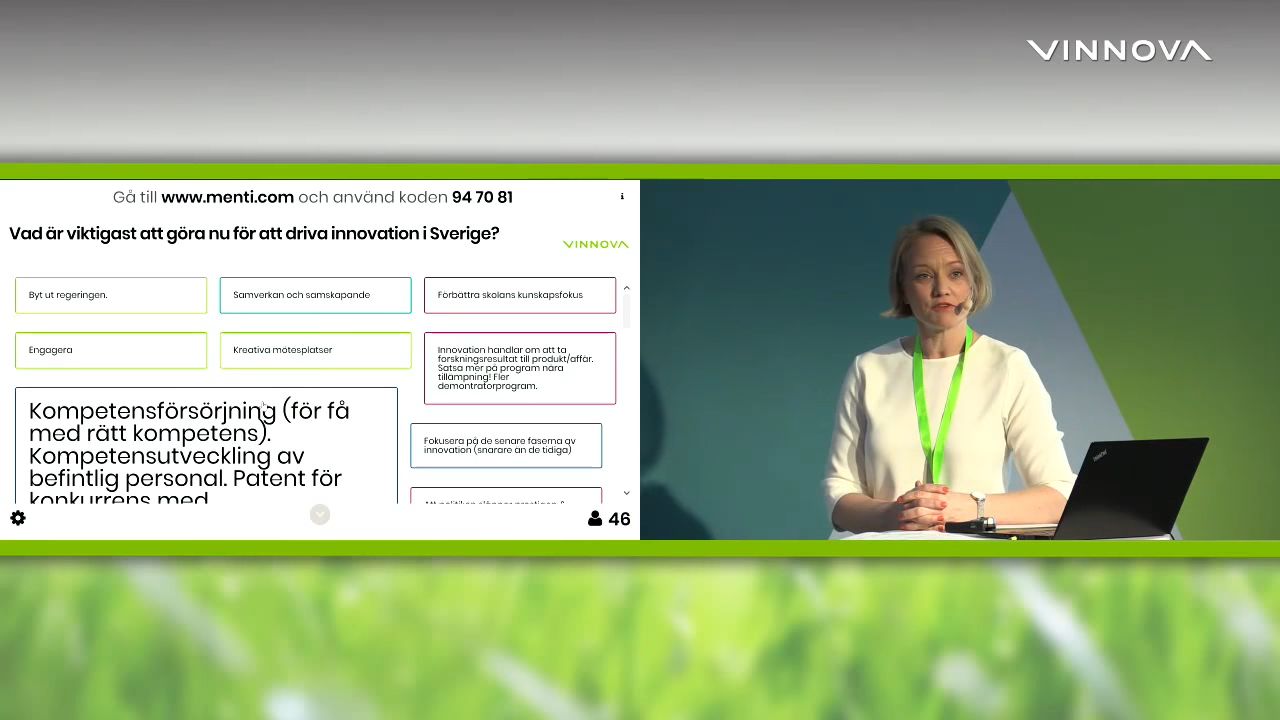 VINNOVA
Gå till www.menti.com och använd koden 94 70 81
Vad är viktigast att göra nu för att driva innovation i Sverige?
VINNOVA
Byt ut regeringen.
Samverkan och samskapande
Förbättra skolans kunskapsfokus
Engagera
Kreativa mötesplatser
Innovation handlar om att ta
forskningsresultat till produkt/affär.
Satsa mer på program nära
tillämpning! Fler
demontratorprogram.
Kompetensförsörjning (för få
med rätt kompetens).
Kompetensutveckling av
befintlig personal. Patent för
konkurrens med
Fokusera på de senare faserna av
innovation (snarare än de tidiga)
46
ThinkPad